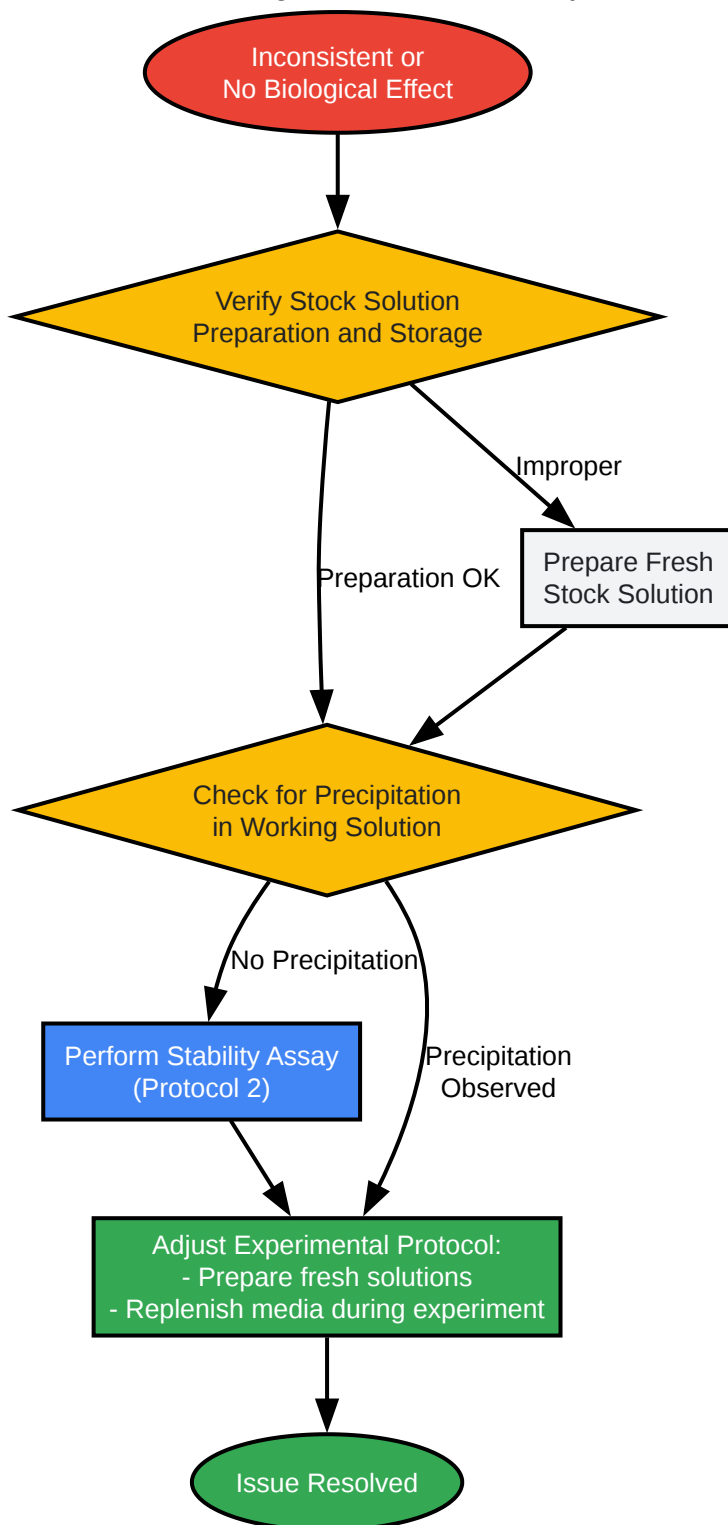 Inconsistent or
No Biological Effect
Verify Stock Solution
Preparation and Storage
Improper
Preparation OK
Prepare Fresh
Stock Solution
Check for Precipitation
in Working Solution
No Precipitation
Perform Stability Assay
(Protocol 2)
Precipitation
Observed
Adjust Experimental Protocol:
- Prepare fresh solutions
- Replenish media during experiment
Issue Resolved